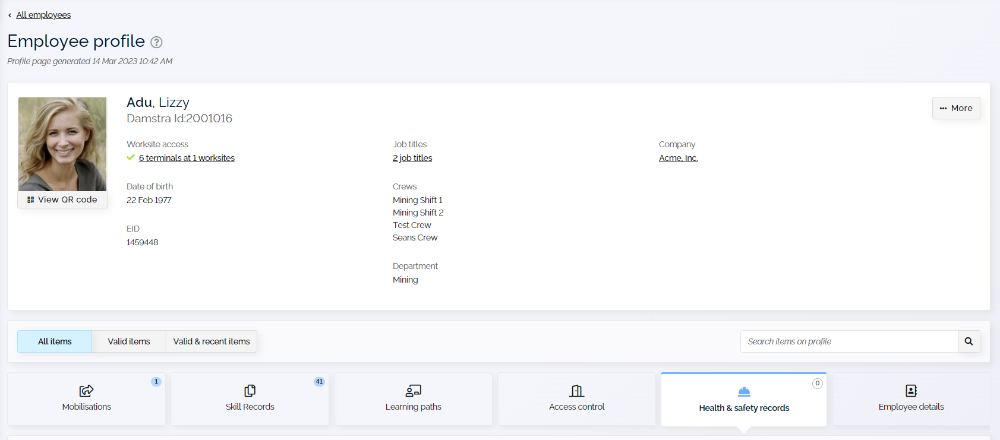 ‹ All employees
Employee profile ?
Profile page generated 14 Mar 2023 10:42 AM
Adu, Lizzy
Damstra Id:2001016
••• More
Worksite access
6 terminals at 1 worksites
Job titles
2 job titles
Company
Acme, Inc.
Date of birth
22 Feb 1977
Crews
Mining Shift 1
Mining Shift 2
Test Crew
Seans Crew
View QR code
EID
1459448
Department
Mining
All items
Valid items
Valid & recent items
Search items on profile
1
Mobilisations
41
Skill Records
Learning paths
Access control
0
Health & safety records
Employee details